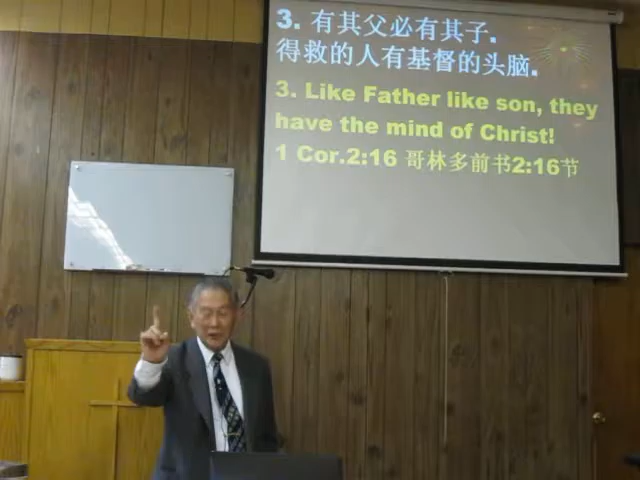 3. 有其父必有其子.
得救的人有基督的头脑.
3. Like Father like son, they
have the mind of Christ!
1 Cor.2:16 哥林多前书2:16节